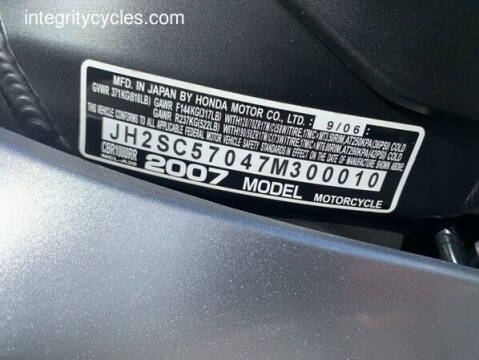 integritycycles.com
MFD. IN JAPAN BY HONDA MOTOR CO., LTD. 9/06
GVWR 371KG(818LB) GAWR F144KG(317LB) WITH
GAWR R237KG(522LB) WITH
THIS VEHICLE CONFORMS TO ALL APPLICABLE FEDERAL MOTOR VEHICLE SAFETY STANDARDS IN EFFECT ON THE DATE OF MANUFACTURE SHOWN ABOVE
JH2SC57047M300010
CBR1000RR
2007 MODEL MOTORCYCLE